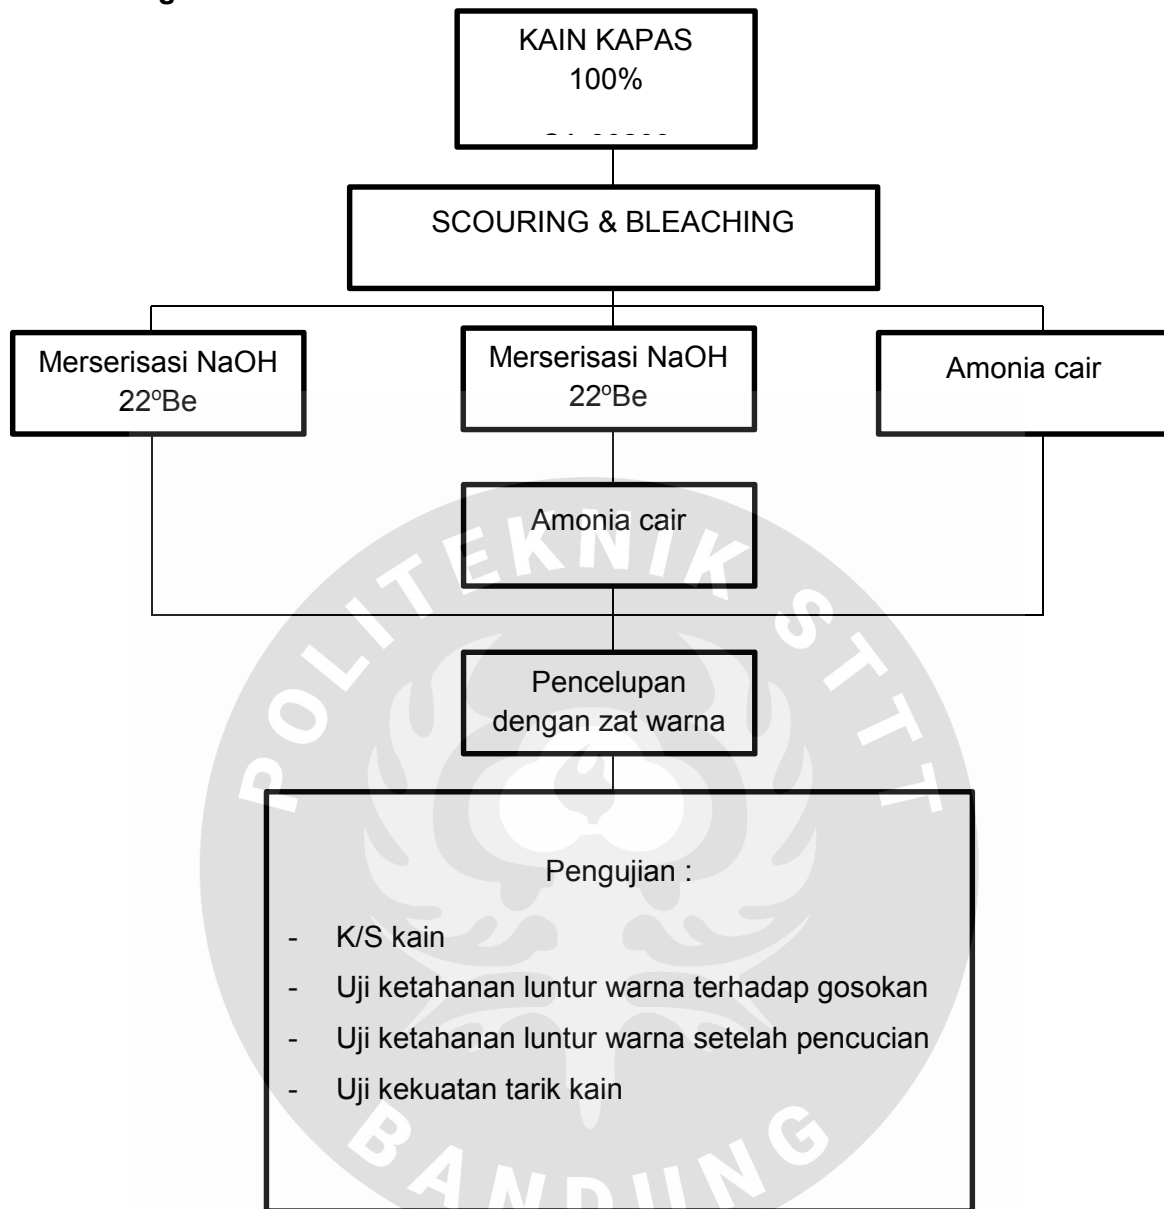 KAIN KAPAS
100%
SCOURING & BLEACHING
Merserisasi NaOH
22ºBe
Merserisasi NaOH
22ºBe
Amonia cair
Amonia cair
Pencelupan
dengan zat warna
Pengujian :
- K/S kain
- Uji ketahanan luntur warna terhadap gosokan
- Uji ketahanan luntur warna setelah pencucian
- Uji kekuatan tarik kain
POLITEKNIK STTT
BANDUNG